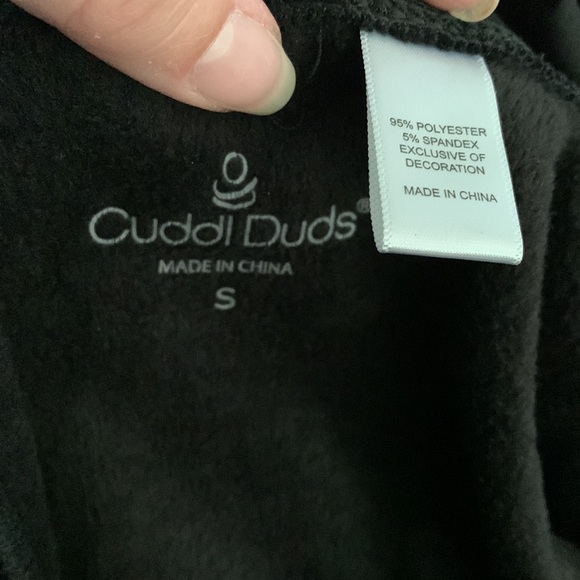 Cuddl Duds®
MADE IN CHINA
S
95% POLYESTER
5% SPANDEX
EXCLUSIVE OF
DECORATION
MADE IN CHINA